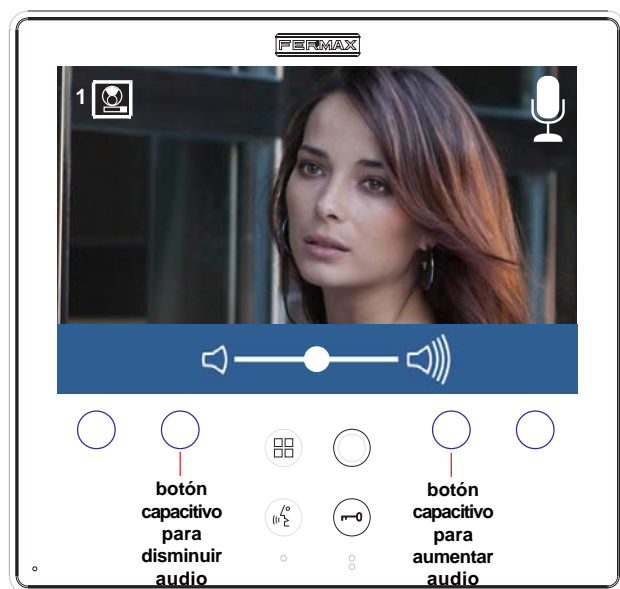 FERMAX
1
botón
capacitivo
para
disminuir
audio
botón
capacitivo
para
aumentar
audio